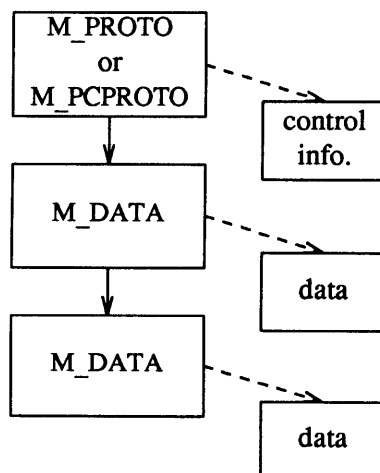 M_PROTO
or
M_PCPROTO
control
info.
M_DATA
data
M_DATA
data